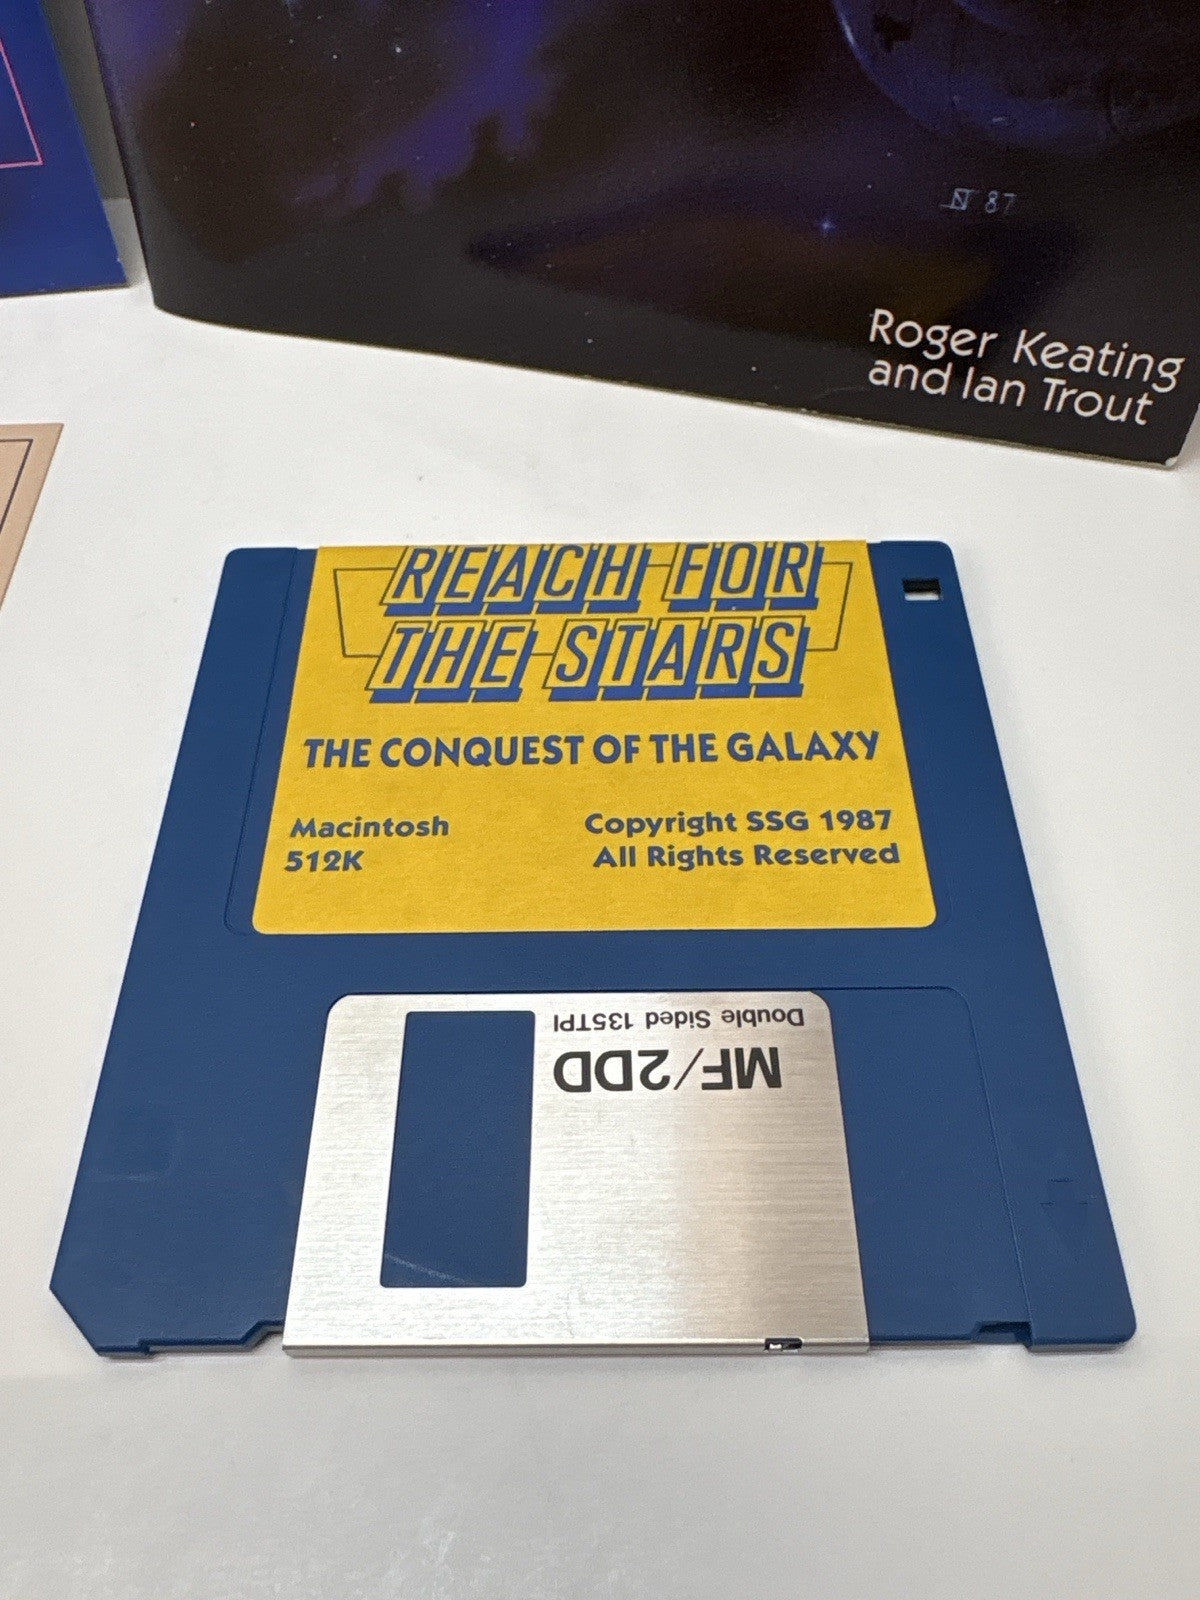 87
Roger Keating
and Ian Trout
REACH FOR
THE STARS
THE CONQUEST OF THE GALAXY
Macintosh
512K
Copyright SSG 1987
All Rights Reserved
Double Sided 135TPI
MF/2DD